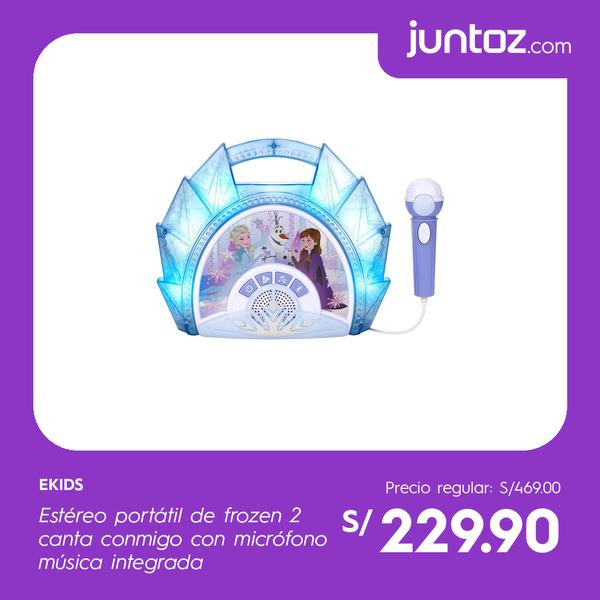 juntoz.com
EKIDS
Estéreo portátil de frozen 2
canta conmigo con micrófono
música integrada
Precio regular: S/469.00
S/229.90